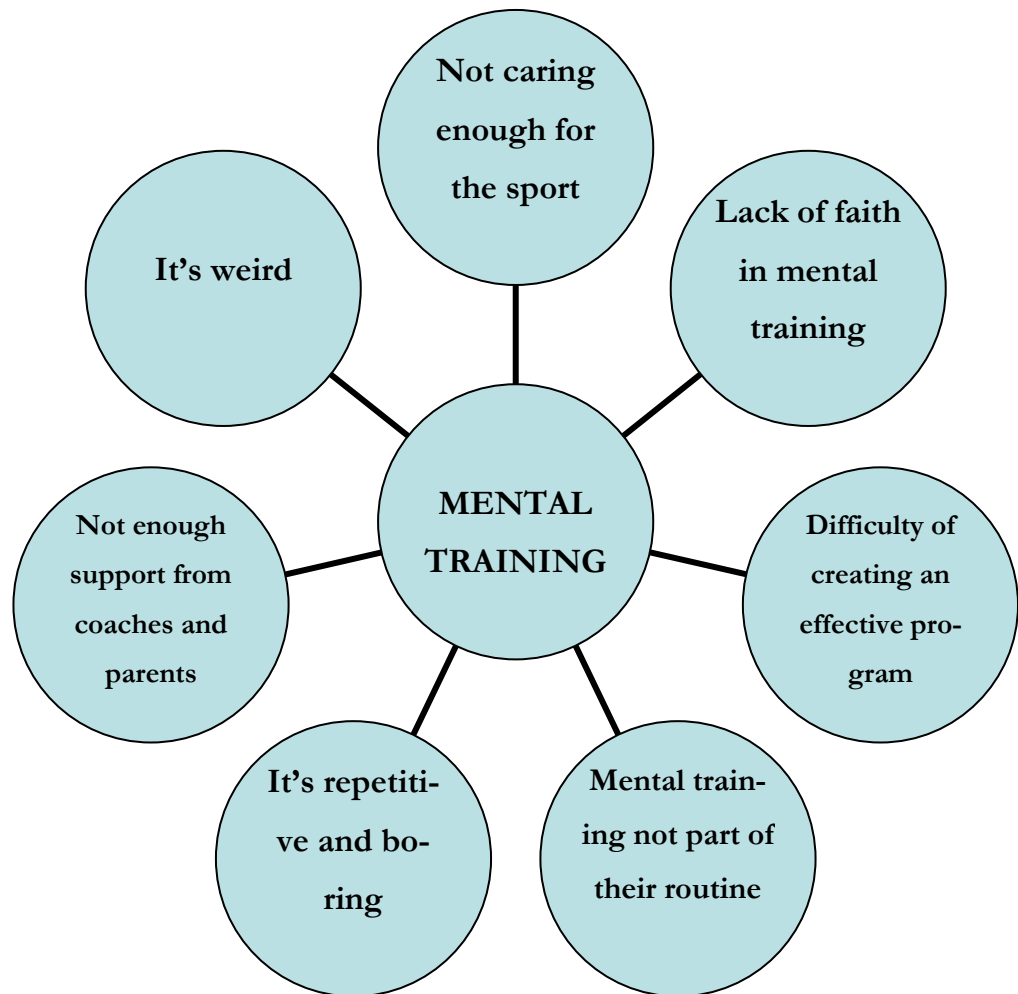 Not caring
enough for
the sport
Lack of faith
in mental
training
It’s weird
MENTAL
TRAINING
Not enough
support from
coaches and
parents
Difficulty of
creating an
effective pro-
gram
It’s repetiti-
ve and bo-
ring
Mental train-
ing not part of
their routine